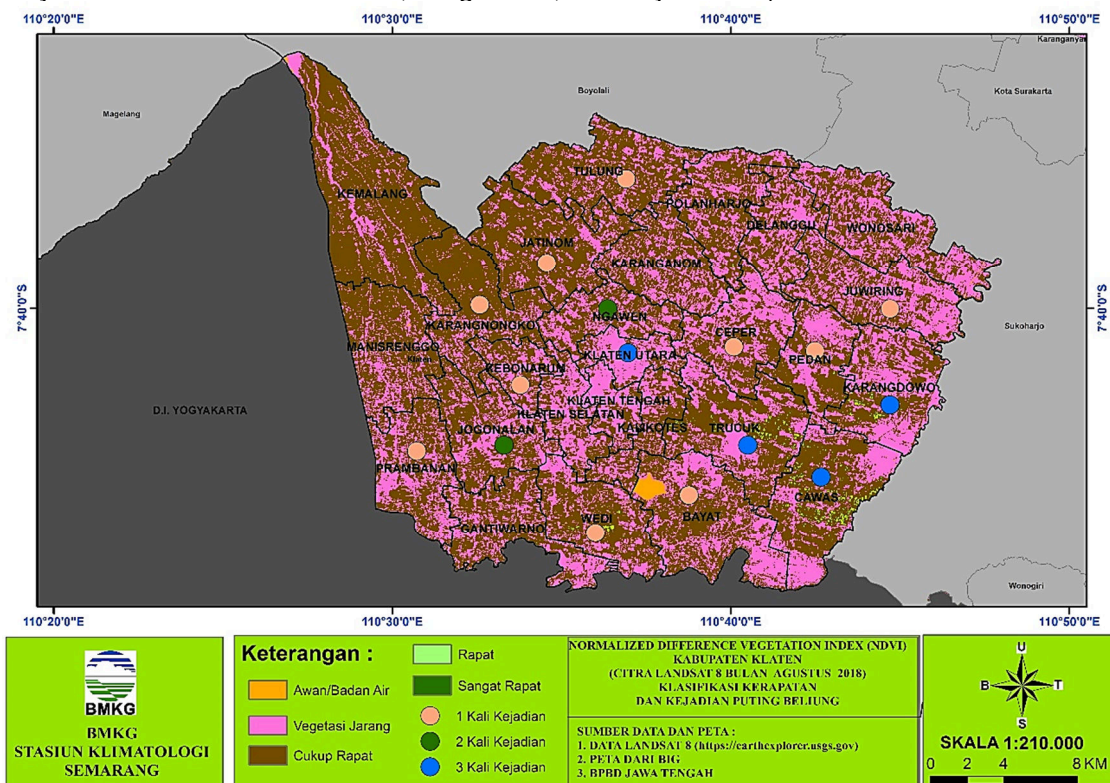 110°20'0"E 110°30'0"E 110°40'0"E 110°50'0"E
Karanganyar
Boyolali
Kota Surakarta
Magelang
TULUNG
KEMALANG
POLANHARJO
DELANGGU
WONOSARI
JATINOM
KARANGANOM
JUWIRING
7°40'0"S
7°40'0"S
NGAWEN
KARANGNONGKO
Sukoharjo
CEPER
MANISRENGGO
KLATEN UTARA
PEDAN
Klaten
KEBONARUN
KARANGDOWO
KLATEN TENGAH
D.I. YOGYAKARTA
KLATEN SELATAN
JOGONALAN
KALIKOTES
TRUCUK
PRAMBANAN
CAWAS
WEDI
BAYAT
GANTIWARNO
Wonogiri
110°20'0"E 110°30'0"E 110°40'0"E 110°50'0"E
BMKG
BMKG
STASIUN KLIMATOLOGI
SEMARANG
Keterangan :
Awan/Badan Air
Vegetasi Jarang
Cukup Rapat
Rapat
Sangat Rapat
1 Kali Kejadian
2 Kali Kejadian
3 Kali Kejadian
NORMALIZED DIFFERENCE VEGETATION INDEX (NDVI)
KABUPATEN KLATEN
(CITRA LANDSAT 8 BULAN AGUSTUS 2018)
KLASIFIKASI KERAPATAN
DAN KEJADIAN PUTING BELIUNG
SUMBER DATA DAN PETA :
1. DATA LANDSAT 8 (https://earthexplorer.usgs.gov)
2. PETA DARI BIG
3, BPBD JAWA TENGAH
U
B T
S
SKALA 1:210.000
0 2 4 8 KM